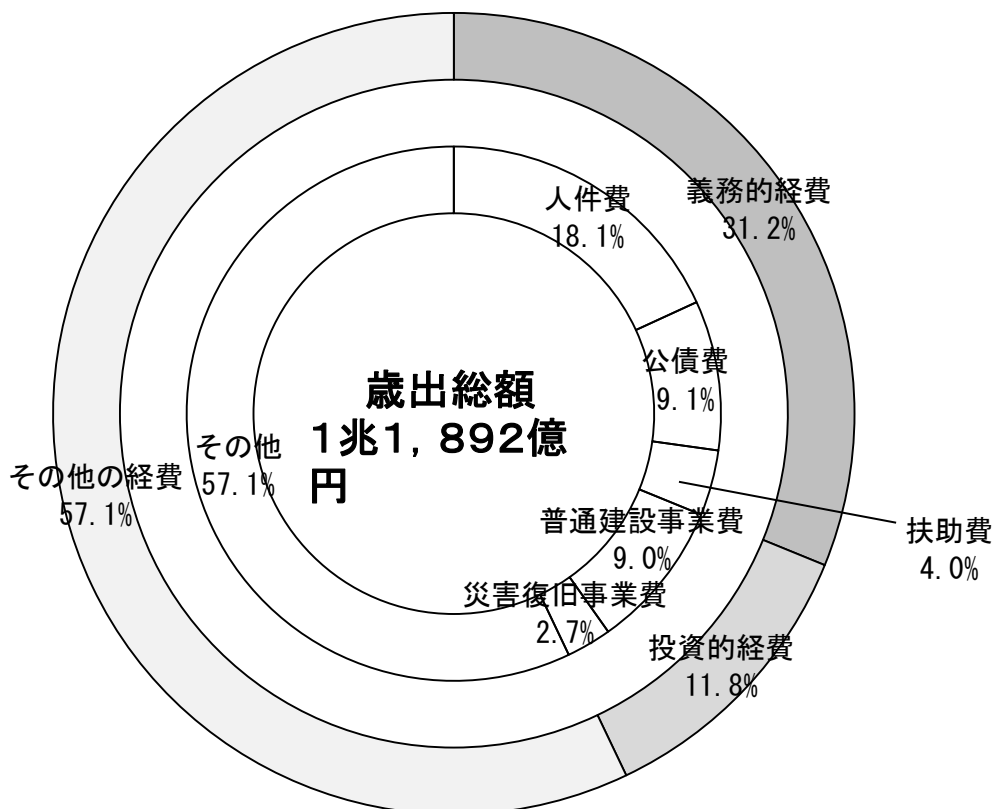 人件費
18.1%
義務的経費
31.2%
公債費
9.1%
歳出総額
1兆1,892億
円
その他
57.1%
その他の経費
57.1%
普通建設事業費
9.0%
扶助費
4.0%
災害復旧事業費
2.7%
投資的経費
11.8%